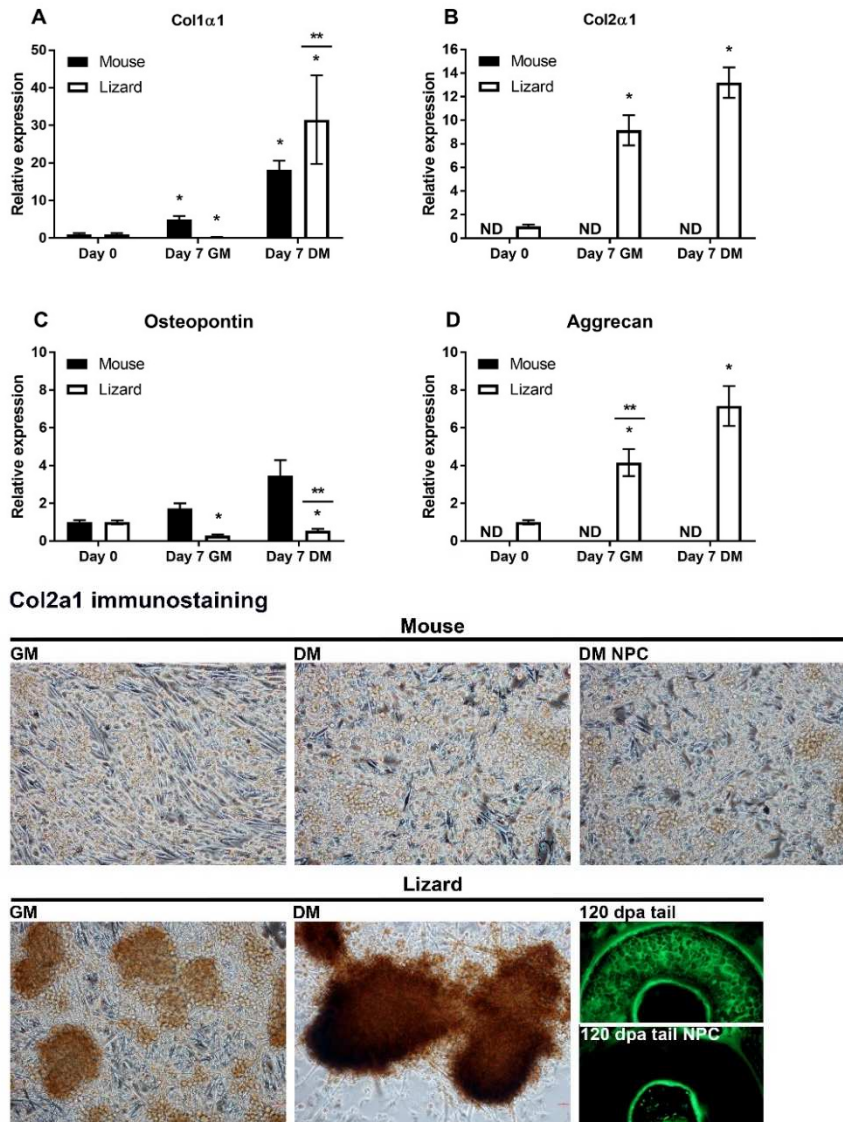 A
Col1α1
Relative expression
50
40
30
20
10
0
Mouse
Lizard
*
*
*
**
*
Day 0
Day 7 GM
Day 7 DM
B
Col2α1
Relative expression
16
14
12
10
8
6
4
2
0
Mouse
Lizard
*
*
ND
ND
ND
Day 0
Day 7 GM
Day 7 DM
C
Osteopontin
Relative expression
10
8
6
4
2
0
Mouse
Lizard
*
**
*
Day 0
Day 7 GM
Day 7 DM
D
Aggrecan
Relative expression
10
8
6
4
2
0
Mouse
Lizard
**
*
*
ND
ND
ND
Day 0
Day 7 GM
Day 7 DM
Col2a1 immunostaining
Mouse
GM
DM
DM NPC
Lizard
GM
DM
120 dpa tail
120 dpa tail NPC